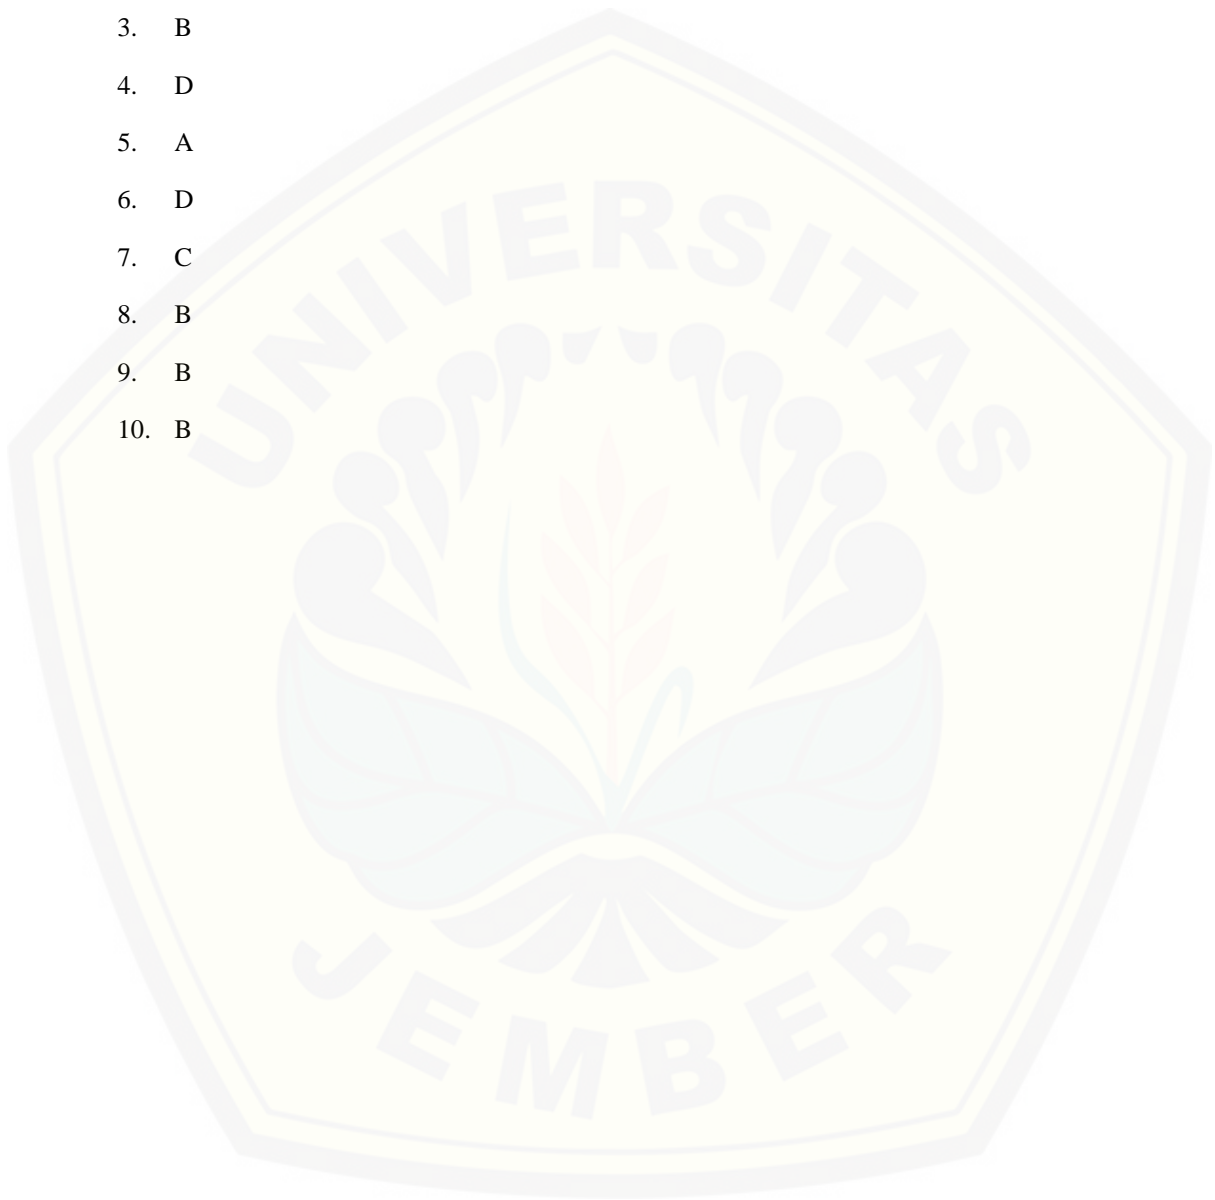 3. B
4. D
5. A
6. D
7. C
8. B
9. B
10. B
UNIVERSITAS
JEMBER